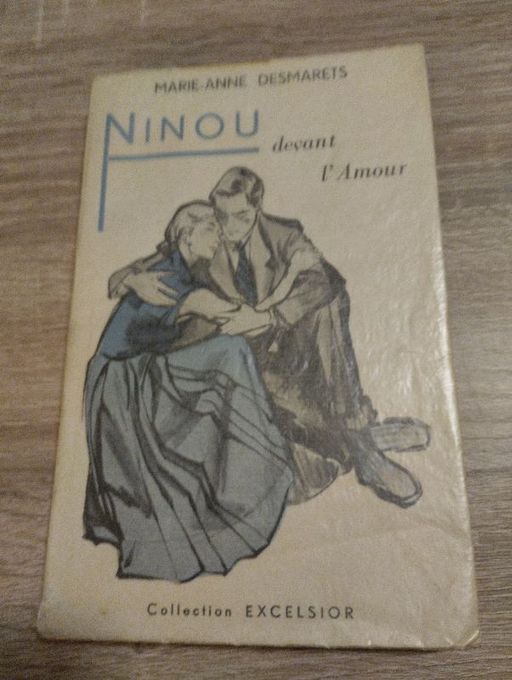 MARIE-ANNE DESMARETS
NINOU
devant
l'Amour
Collection EXCELSIOR